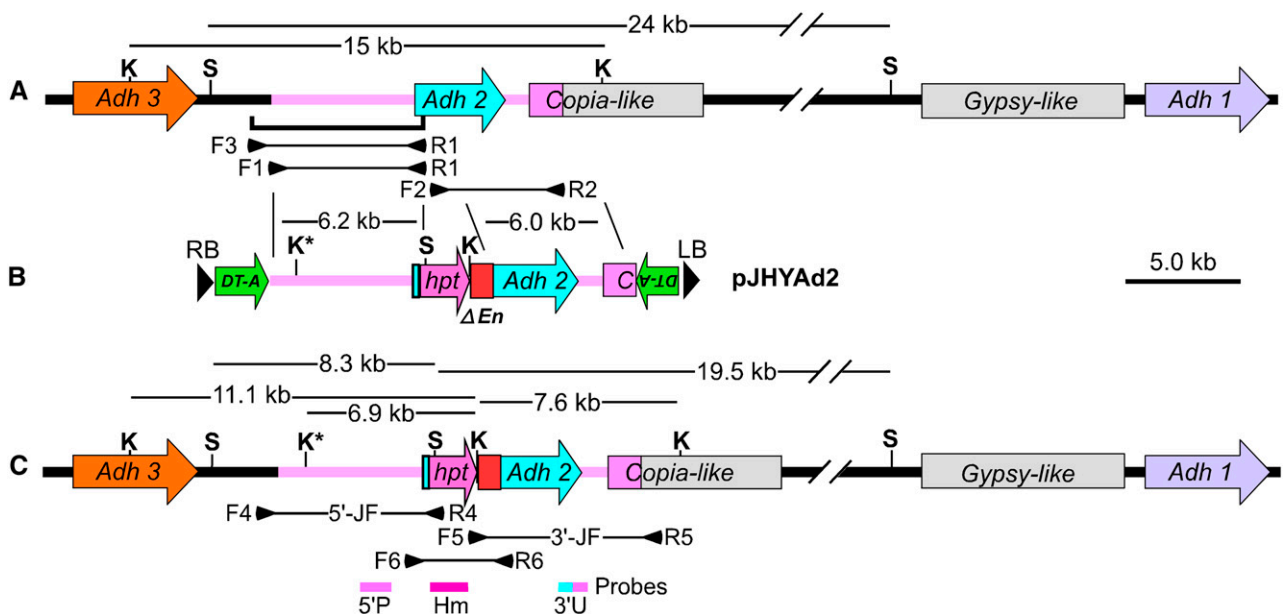 24 kb
15 kb
K S K S
A Adh 3 Adh 2 Copia-like Gypsy-like Adh 1
F3 R1
F1 R1
F2 R2
6.2 kb 6.0 kb
RB K* S K LB
B DT-A hpt Adh 2 C DT-A pJHYAd2 5.0 kb
Δ En
8.3 kb 19.5 kb
11.1 kb 7.6 kb
6.9 kb
K S K* S K K S
C Adh 3 hpt Adh 2 Copia-like Gypsy-like Adh 1
F4 5'-JF R4
F5 3'-JF R5
F6 R6
Probes
5'P Hm 3'U